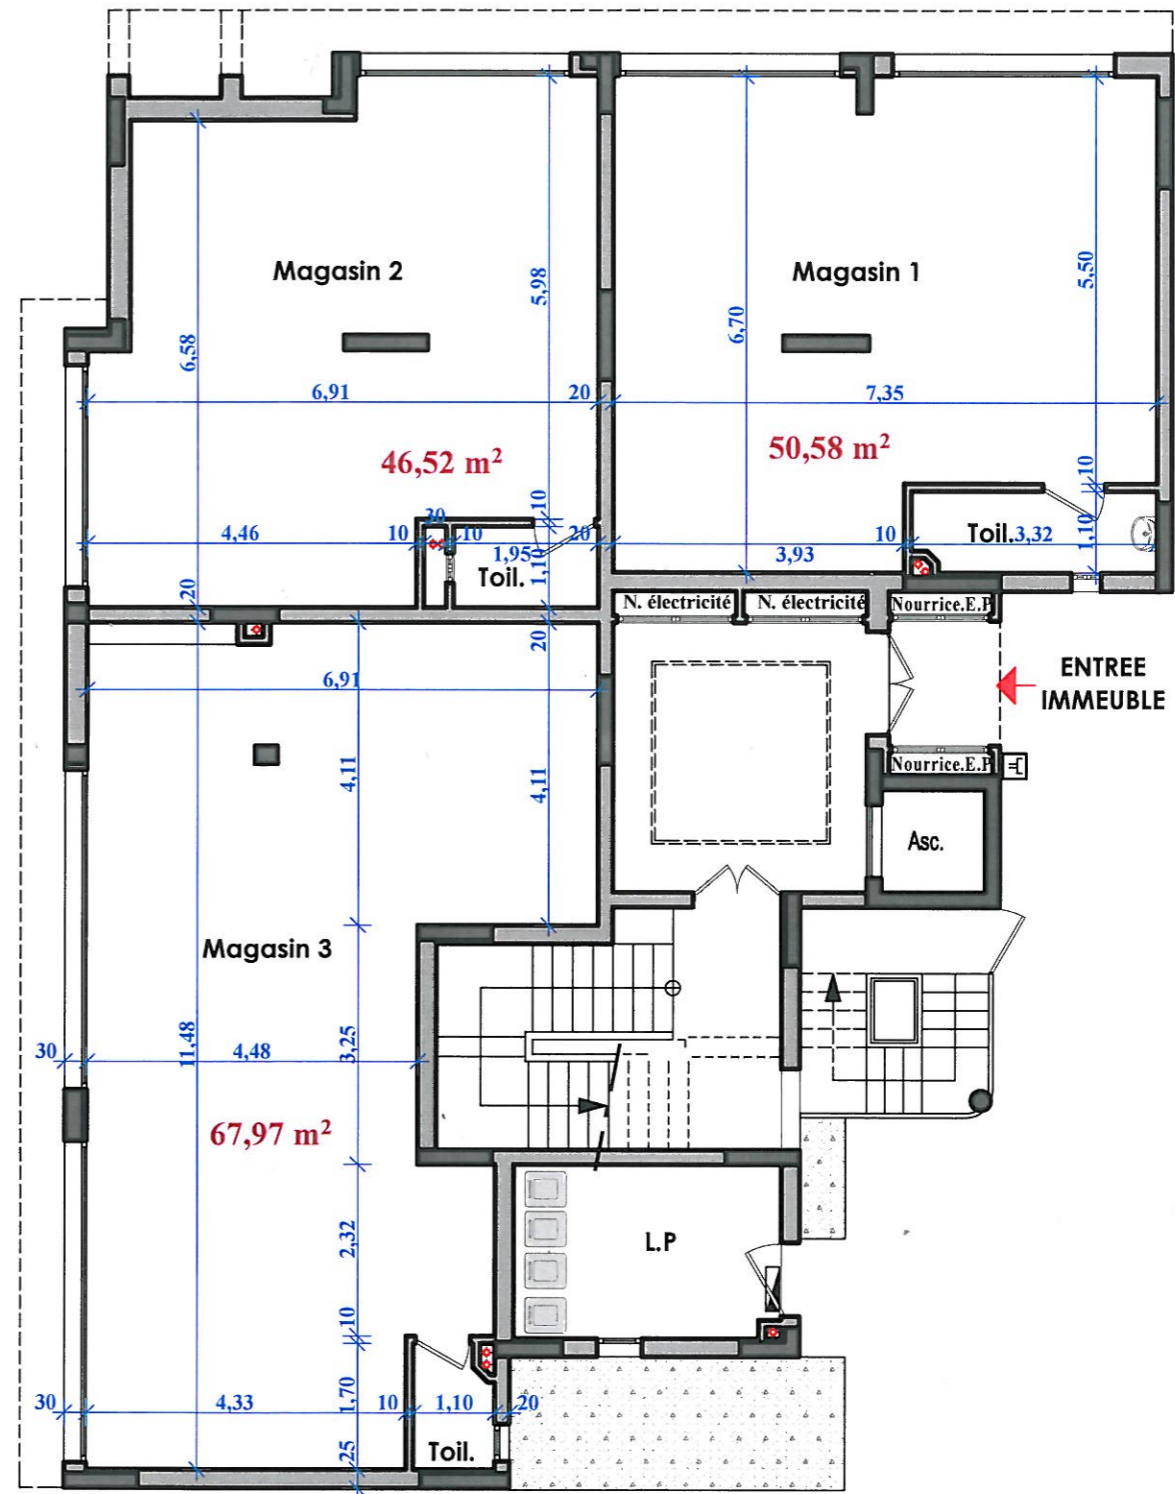 Magasin 2
Magasin 1
5,98
5,50
6,58
6,70
6,91
20
7,35
46,52 m²
50,58 m²
10
30
10
4,46
10
10
20
1,95
1,10
Toil.
3,93
10
Toil.
3,32
1,10
20
N. électricité
N. électricité
Nourrice.E.P
20
6,91
ENTREE
IMMEUBLE
4,11
4,11
Nourrice.E.P
Asc.
Magasin 3
11,48
30
4,48
3,25
67,97 m²
2,32
L.P
10
30
4,33
1,70
10
1,10
20
Toil.
25